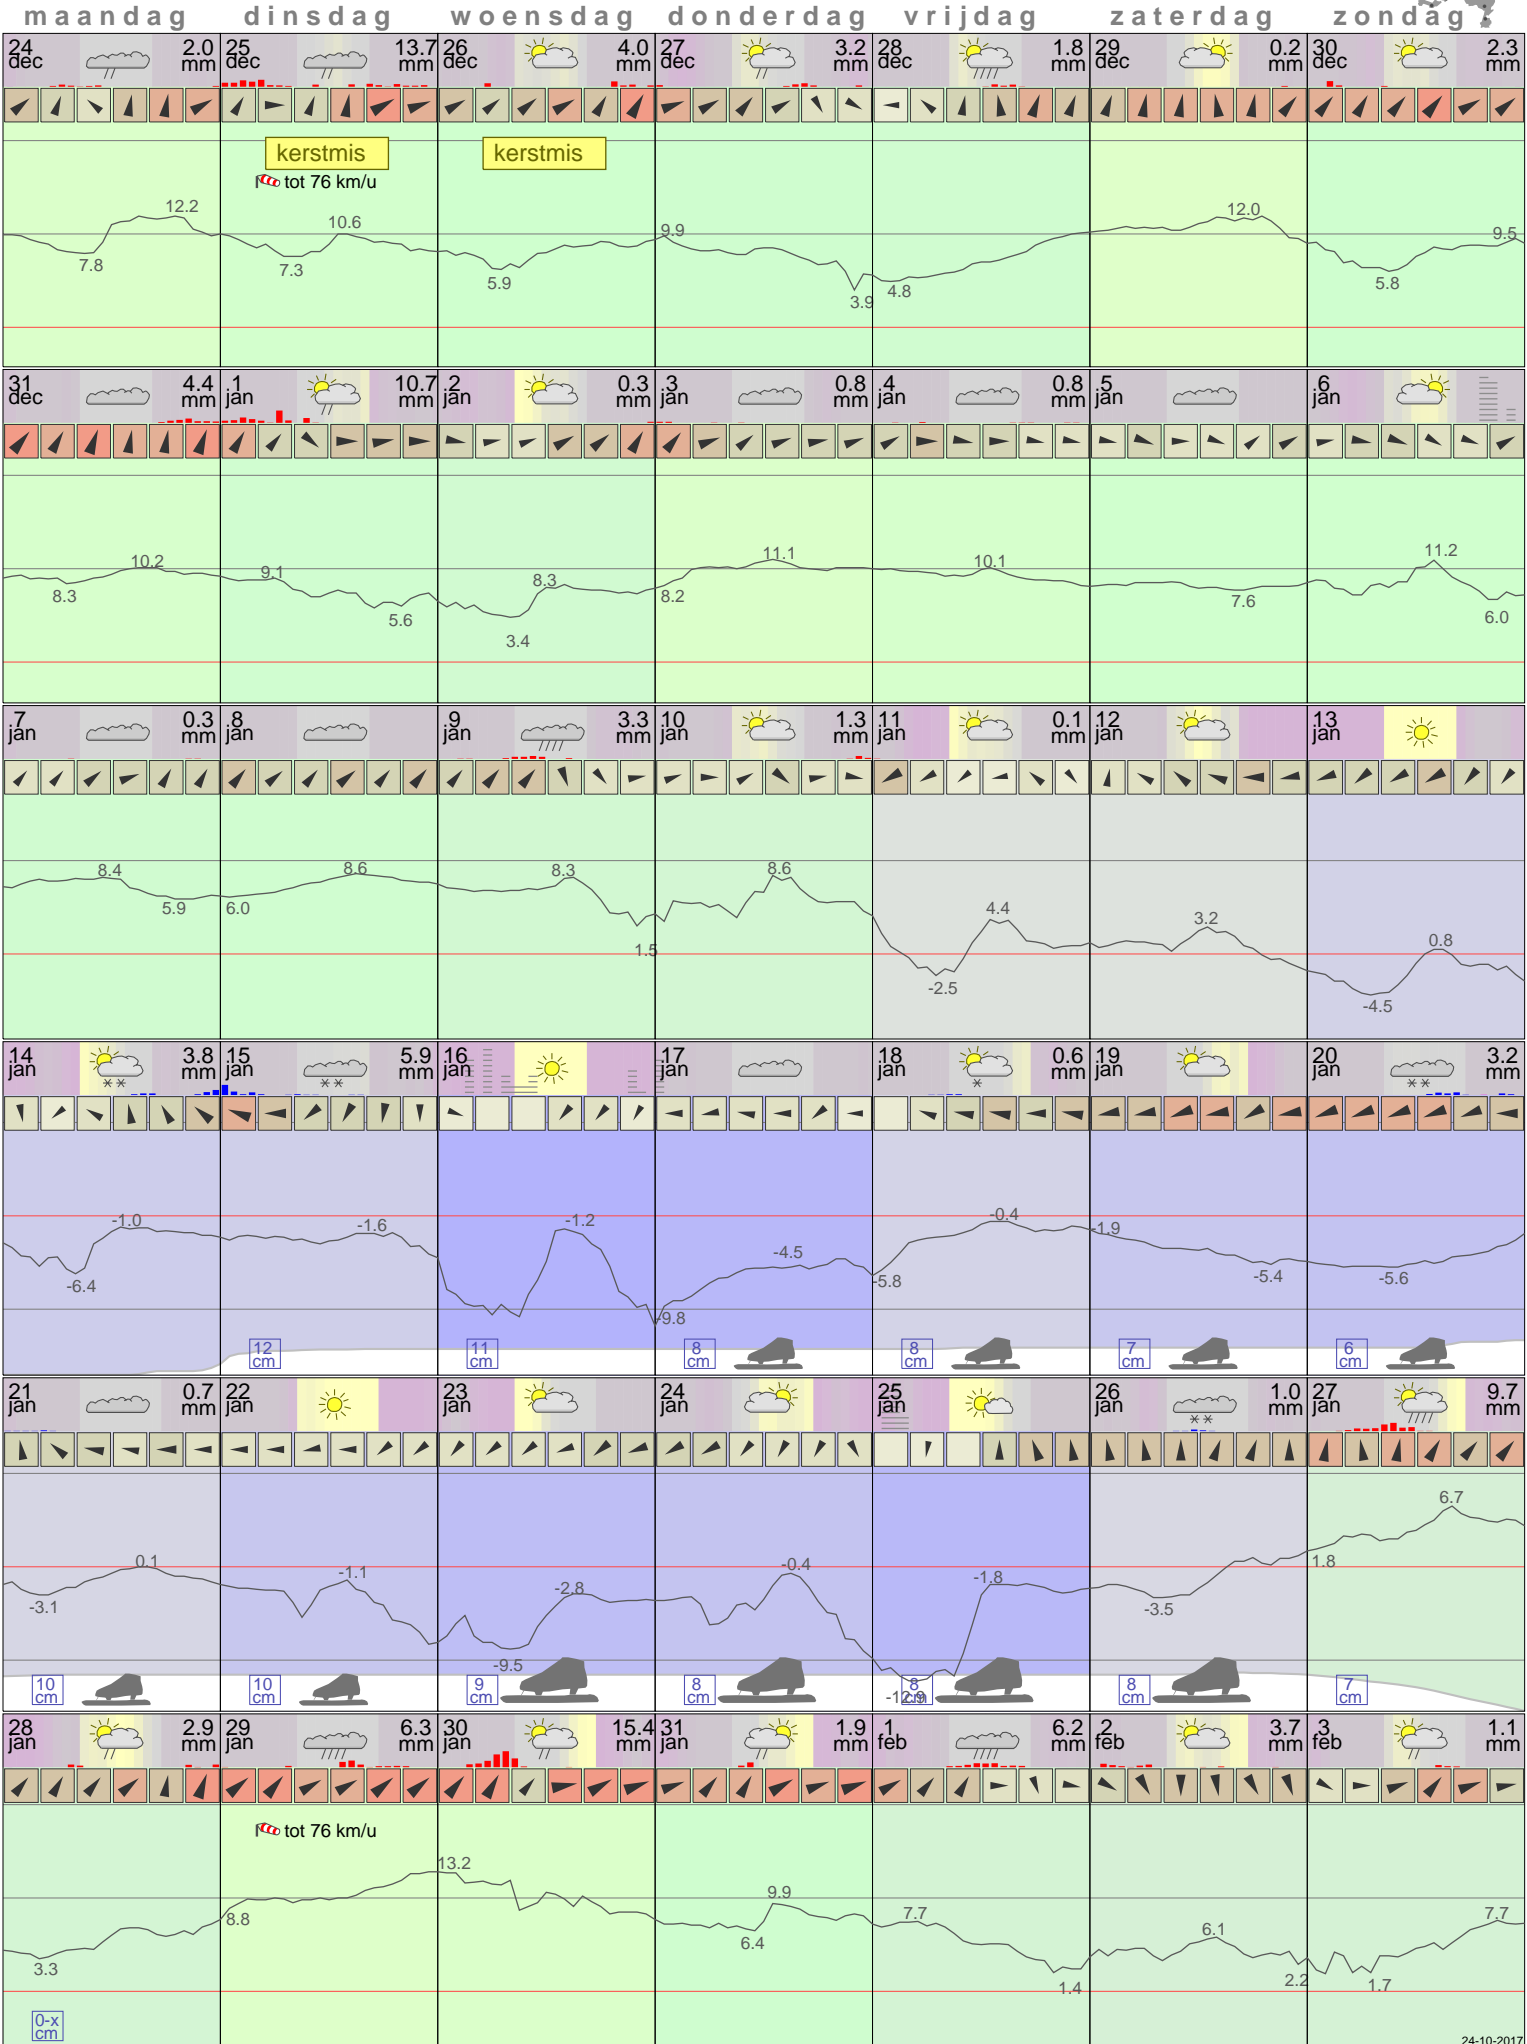 maandag dinsdag woensdag donderdag vrijdag zaterdag zondag
24 dec 2.0 mm 25 dec 13.7 mm 26 dec 4.0 mm 27 dec 3.2 mm 28 dec 1.8 mm 29 dec 0.2 mm 30 dec 2.3 mm
kerstmis kerstmis
tot 76 km/u
12.2 7.8 10.6 7.3 5.9 9.9 3.9 4.8 12.0 5.8 9.5
31 dec 4.4 mm 1 jan 10.7 mm 2 jan 0.3 mm 3 jan 0.8 mm 4 jan 0.8 mm 5 jan 6 jan
8.3 10.2 9.1 5.6 3.4 8.3 8.2 11.1 10.1 7.6 11.2 6.0
7 jan 0.3 mm 8 jan 9 jan 3.3 mm 10 jan 1.3 mm 11 jan 0.1 mm 12 jan 13 jan
8.4 5.9 6.0 8.6 8.3 1.5 8.6 -2.5 4.4 3.2 -4.5 0.8
14 jan 3.8 mm 15 jan 5.9 mm 16 jan 17 jan 18 jan 0.6 mm 19 jan 20 jan 3.2 mm
-6.4 -1.0 -1.6 -1.2 -9.8 -4.5 -5.8 -0.4 -1.9 -5.4 -5.6
12 cm 11 cm 8 cm 8 cm 7 cm 6 cm
21 jan 0.7 mm 22 jan 23 jan 24 jan 25 jan 26 jan 1.0 mm 27 jan 9.7 mm
-3.1 0.1 -1.1 -9.5 -2.8 -0.4 -12.9 -1.8 -3.5 1.8 6.7
10 cm 10 cm 9 cm 8 cm 8 cm 8 cm 7 cm
28 jan 2.9 mm 29 jan 6.3 mm 30 jan 15.4 mm 31 jan 1.9 mm 1 feb 6.2 mm 2 feb 3.7 mm 3 feb 1.1 mm
tot 76 km/u
3.3 8.8 13.2 6.4 9.9 7.7 1.4 6.1 2.2 1.7 7.7
0-x cm
24-10-2017